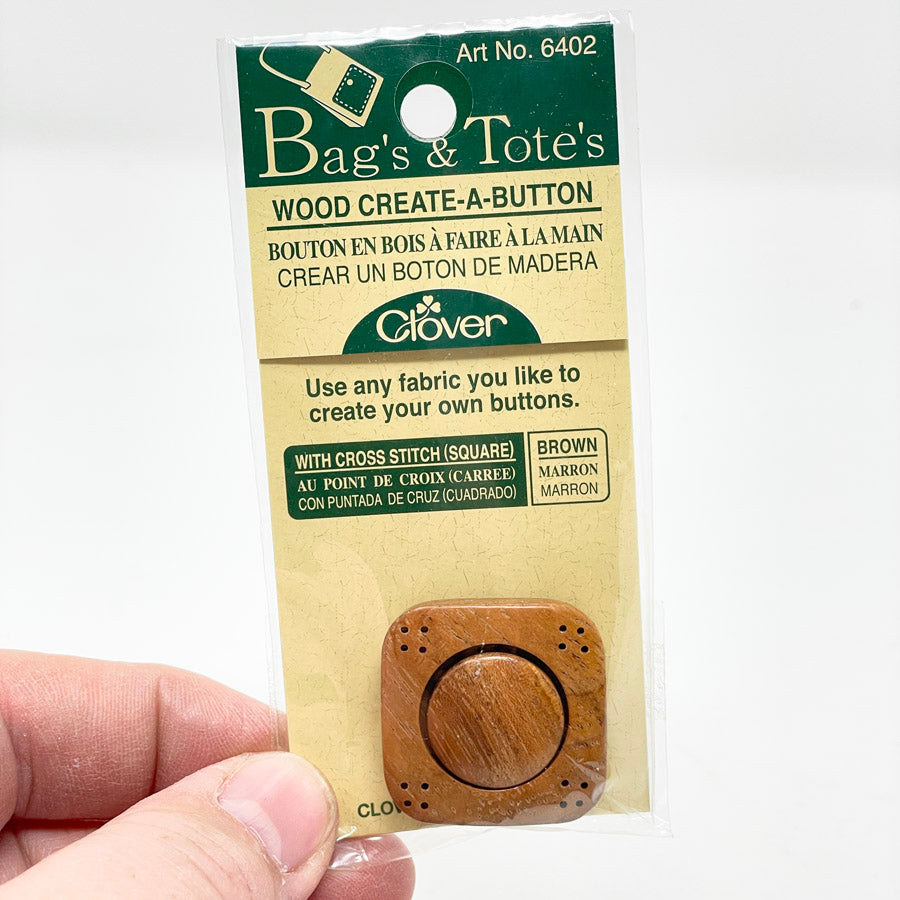 Art No. 6402
Bag's & Tote's
WOOD CREATE-A-BUTTON
BOUTON EN BOIS À FAIRE À LA MAIN
CREAR UN BOTON DE MADERA
Clover
Use any fabric you like to
create your own buttons.
WITH CROSS STITCH (SQUARE)
AU POINT DE CROIX (CARREE)
CON PUNTADA DE CRUZ (CUADRADO)
BROWN
MARRON
MARRON